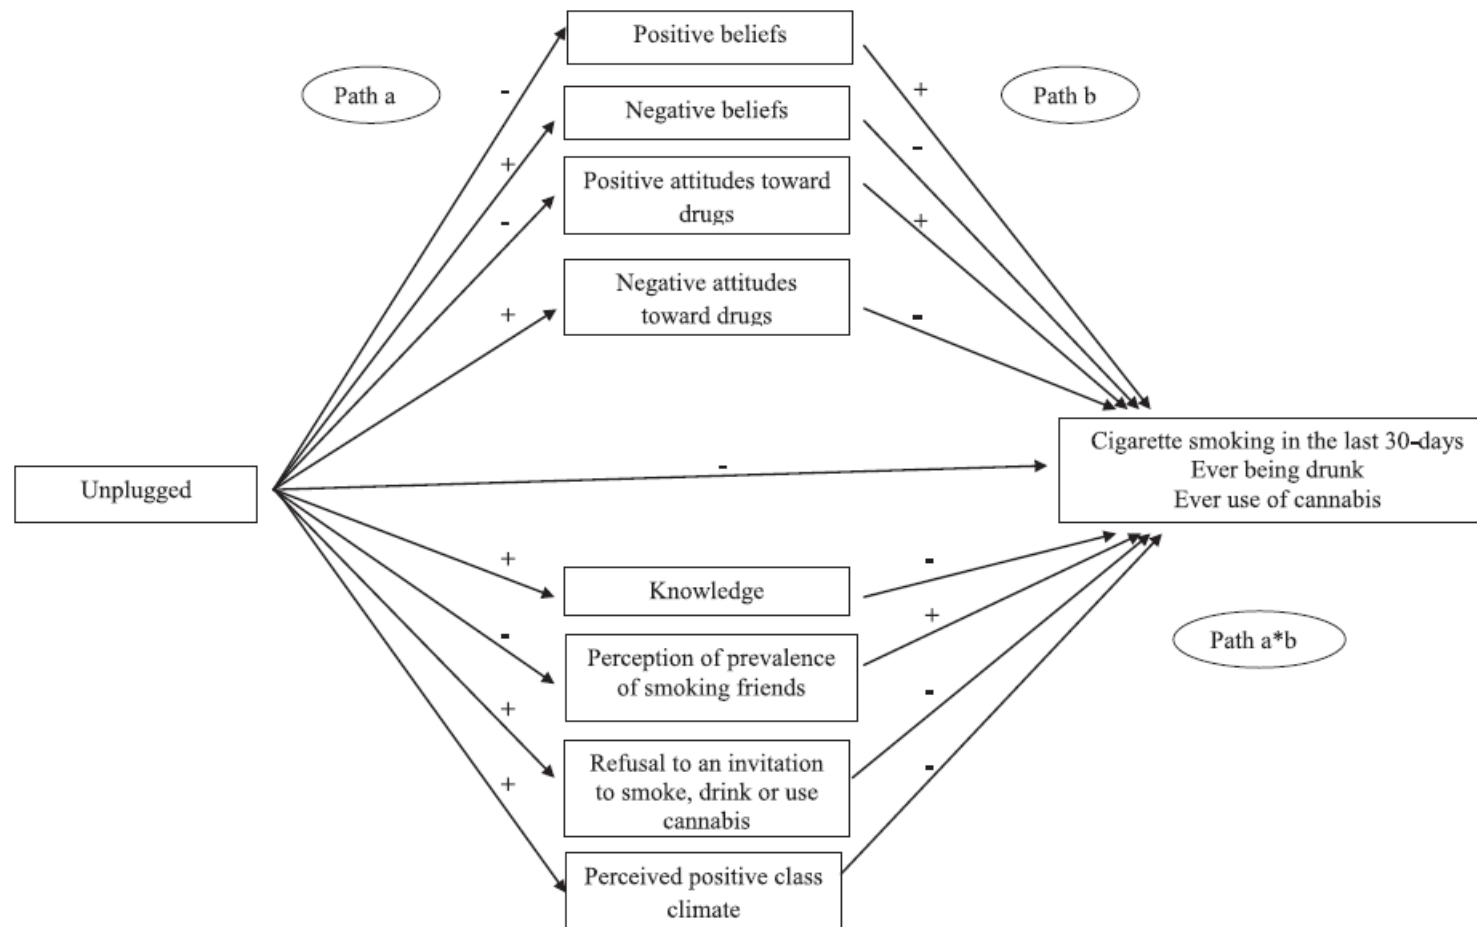 Positive beliefs
Path a
-
+
Path b
Negative beliefs
+
-
Positive attitudes toward
drugs
-
+
Negative attitudes
toward drugs
+
-
Cigarette smoking in the last 30-days
Ever being drunk
Ever use of cannabis
-
Unplugged
+
-
Knowledge
-
+
Perception of prevalence
of smoking friends
Path a*b
+
-
Refusal to an invitation
to smoke, drink or use
cannabis
+
-
Perceived positive class
climate